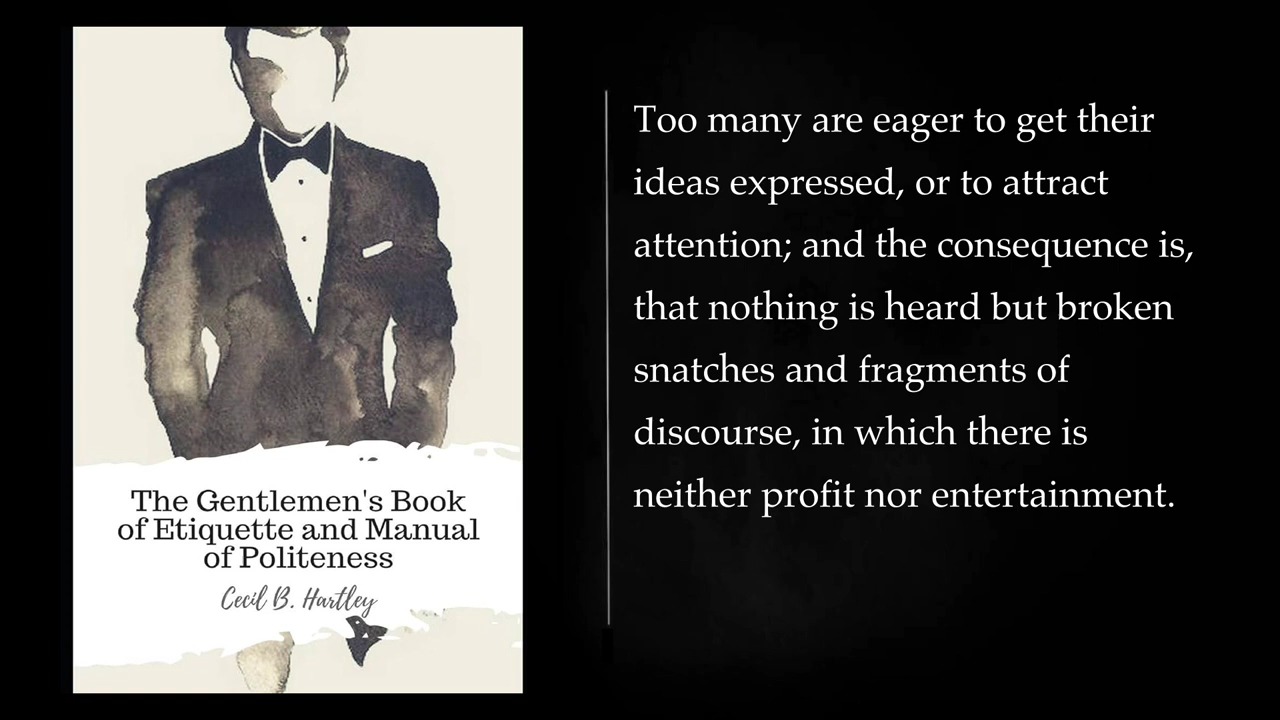 The Gentlemen's Book
of Etiquette and Manual
of Politeness
Cecil B. Hartley
Too many are eager to get their
ideas expressed, or to attract
attention; and the consequence is,
that nothing is heard but broken
snatches and fragments of
discourse, in which there is
neither profit nor entertainment.